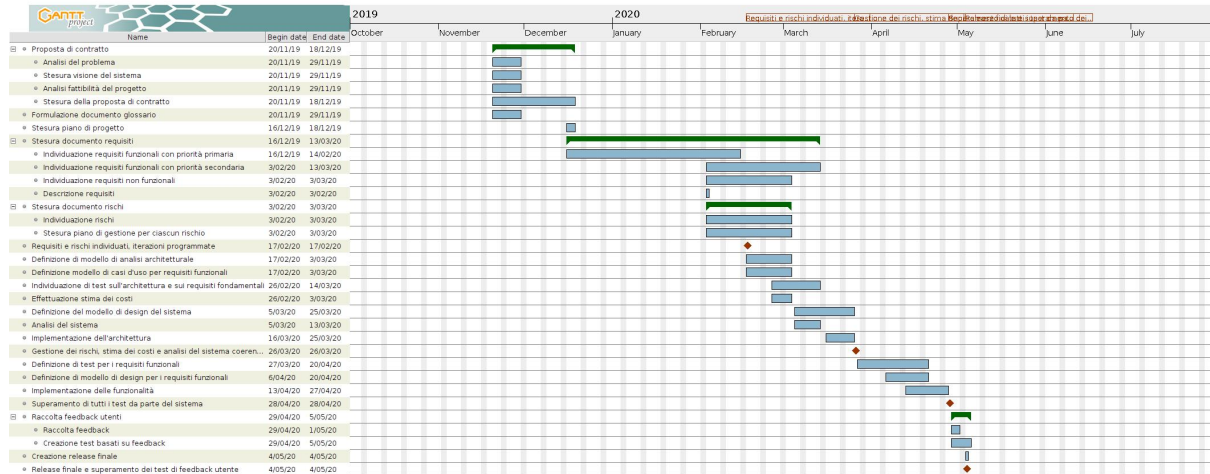 GANTT project
2019
2020
Name Begin date End date
October November December January February March April May June July
Proposta di contratto 20/11/19 18/12/19
Analisi del problema 20/11/19 29/11/19
Stesura visione del sistema 20/11/19 29/11/19
Analisi fattibilità del progetto 20/11/19 29/11/19
Stesura della proposta di contratto 20/11/19 18/12/19
Formulazione documento glossario 20/11/19 29/11/19
Stesura piano di progetto 16/12/19 18/12/19
Stesura documento requisiti 16/12/19 13/03/20
Individuazione requisiti funzionali con priorità primaria 16/12/19 14/02/20
Individuazione requisiti funzionali con priorità secondaria 3/02/20 13/03/20
Individuazione requisiti non funzionali 3/02/20 3/03/20
Descrizione requisiti 3/02/20 3/02/20
Stesura documento rischi 3/02/20 3/03/20
Individuazione rischi 3/02/20 3/03/20
Stesura piano di gestione per ciascun rischio 3/02/20 3/03/20
Requisiti e rischi individuati, iterazioni programmate 17/02/20 17/02/20
Definizione di modello di analisi architetturale 17/02/20 3/03/20
Definizione modello di casi d'uso per requisiti funzionali 17/02/20 3/03/20
Individuazione di test sull'architettura e sui requisiti fondamentali 26/02/20 14/03/20
Effettuazione stima dei costi 26/02/20 3/03/20
Definizione del modello di design del sistema 5/03/20 25/03/20
Analisi del sistema 5/03/20 13/03/20
Implementazione dell'architettura 16/03/20 25/03/20
Gestione dei rischi, stima dei costi e analisi del sistema coeren... 26/03/20 26/03/20
Definizione di test per i requisiti funzionali 27/03/20 20/04/20
Definizione di modello di design per i requisiti funzionali 6/04/20 20/04/20
Implementazione delle funzionalità 13/04/20 27/04/20
Superamento di tutti i test da parte del sistema 28/04/20 28/04/20
Raccolta feedback utenti 29/04/20 5/05/20
Raccolta feedback 29/04/20 1/05/20
Creazione test basati su feedback 29/04/20 5/05/20
Creazione release finale 4/05/20 4/05/20
Release finale e superamento dei test di feedback utente 4/05/20 4/05/20
Requisiti e rischi individuati,
Gestione dei rischi, stima